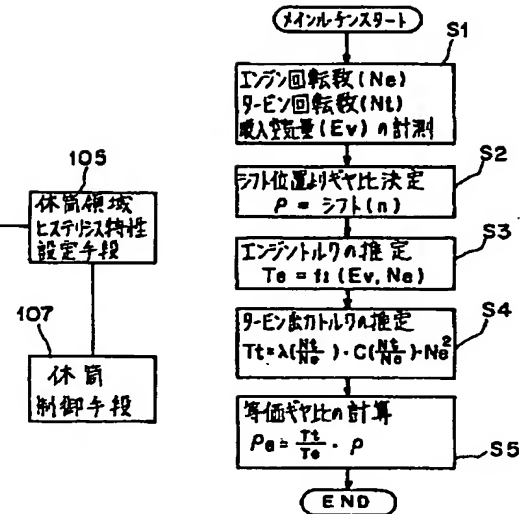 105
休筒領域
ヒステリシス特性
設定手段
107
休筒
制御手段
メインルーチンスタート
S1
エンジン回転数(Ne)
タービン回転数(Nt)
吸入空気量(Ev)の計測
S2
シフト位置よりギヤ比決定
ρ = シフト(n)
S3
エンジントルクの推定
Te = f1 (Ev, Ne)
S4
タービン出力トルクの推定
Tt=λ(Nt/Ne)・C(Nt/Ne)・Ne²
等価ギヤ比の計算
ρe = Tt/Te・ρ
S5
END